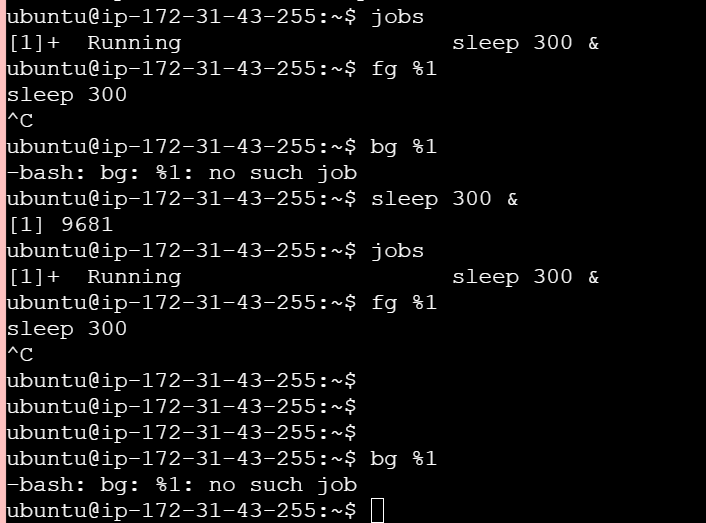 ubuntu@ip-172-31-43-255:~$ jobs
[1]+  Running                 sleep 300 &
ubuntu@ip-172-31-43-255:~$ fg %1
sleep 300
^C
ubuntu@ip-172-31-43-255:~$ bg %1
-bash: bg: %1: no such job
ubuntu@ip-172-31-43-255:~$ sleep 300 &
[1] 9681
ubuntu@ip-172-31-43-255:~$ jobs
[1]+  Running                 sleep 300 &
ubuntu@ip-172-31-43-255:~$ fg %1
sleep 300
^C
ubuntu@ip-172-31-43-255:~$
ubuntu@ip-172-31-43-255:~$
ubuntu@ip-172-31-43-255:~$
ubuntu@ip-172-31-43-255:~$ bg %1
-bash: bg: %1: no such job
ubuntu@ip-172-31-43-255:~$